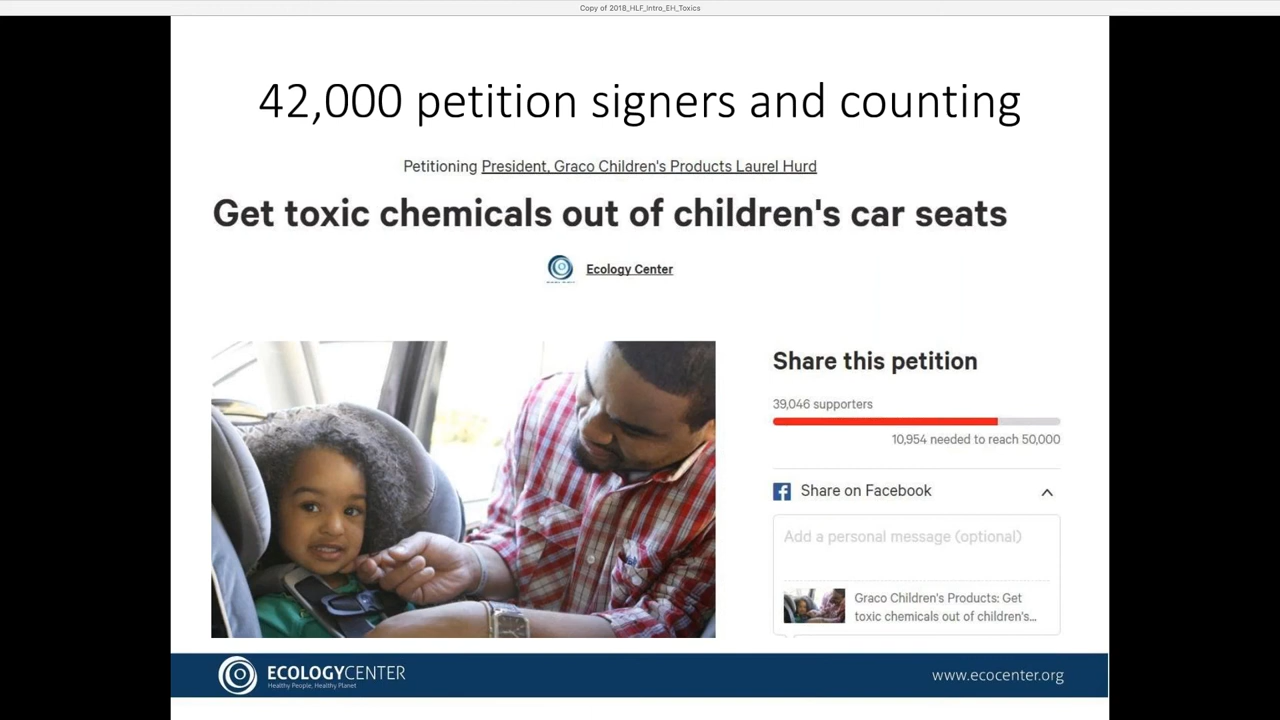 Copy of 2018_HLF_Intro_EH_Toxics
42,000 petition signers and counting
Petitioning President, Graco Children's Products Laurel Hurd
Get toxic chemicals out of children's car seats
Ecology Center
Share this petition
39,046 supporters
10,954 needed to reach 50,000
Share on Facebook
Add a personal message (optional)
Graco Children's Products: Get
toxic chemicals out of children's...
ECOLOGYCENTER
Healthy People, Healthy Planet
www.ecocenter.org